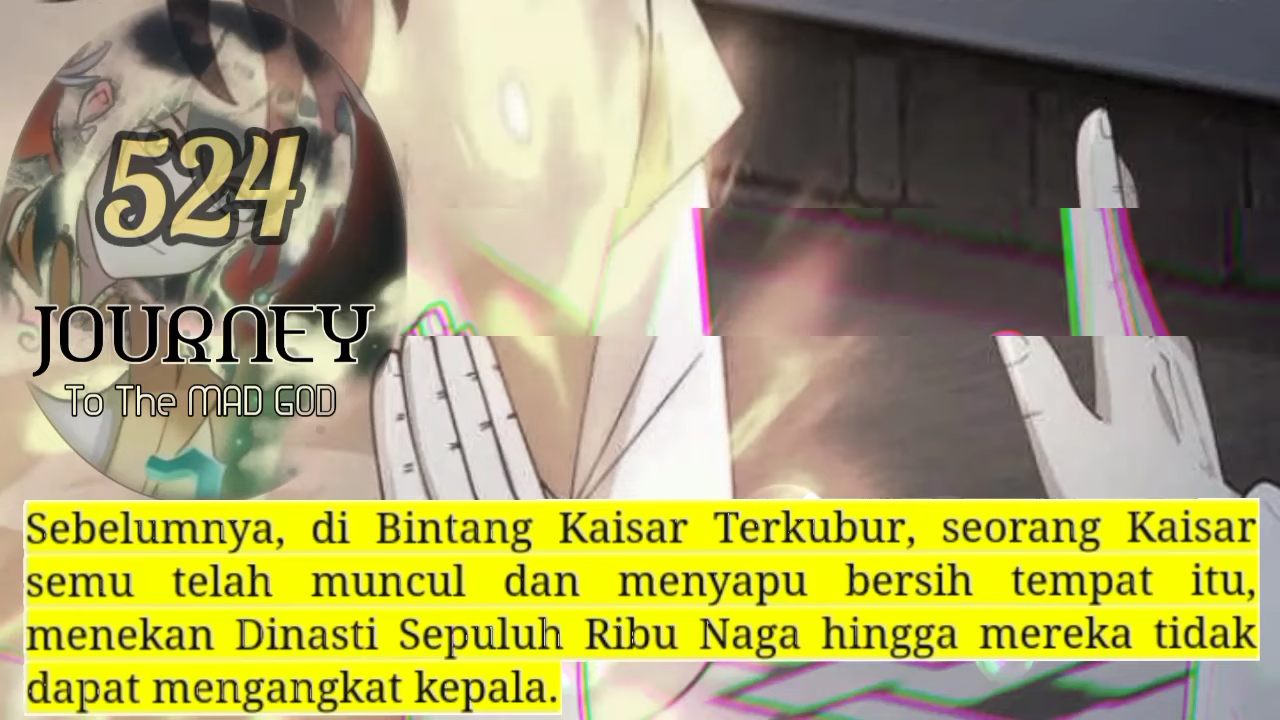 524
JOURNEY
To The MAD GOD
Sebelumnya, di Bintang Kaisar Terkubur, seorang Kaisar
semu telah muncul dan menyapu bersih tempat itu,
menekan Dinasti Sepuluh Ribu Naga hingga mereka tidak
dapat mengangkat kepala.